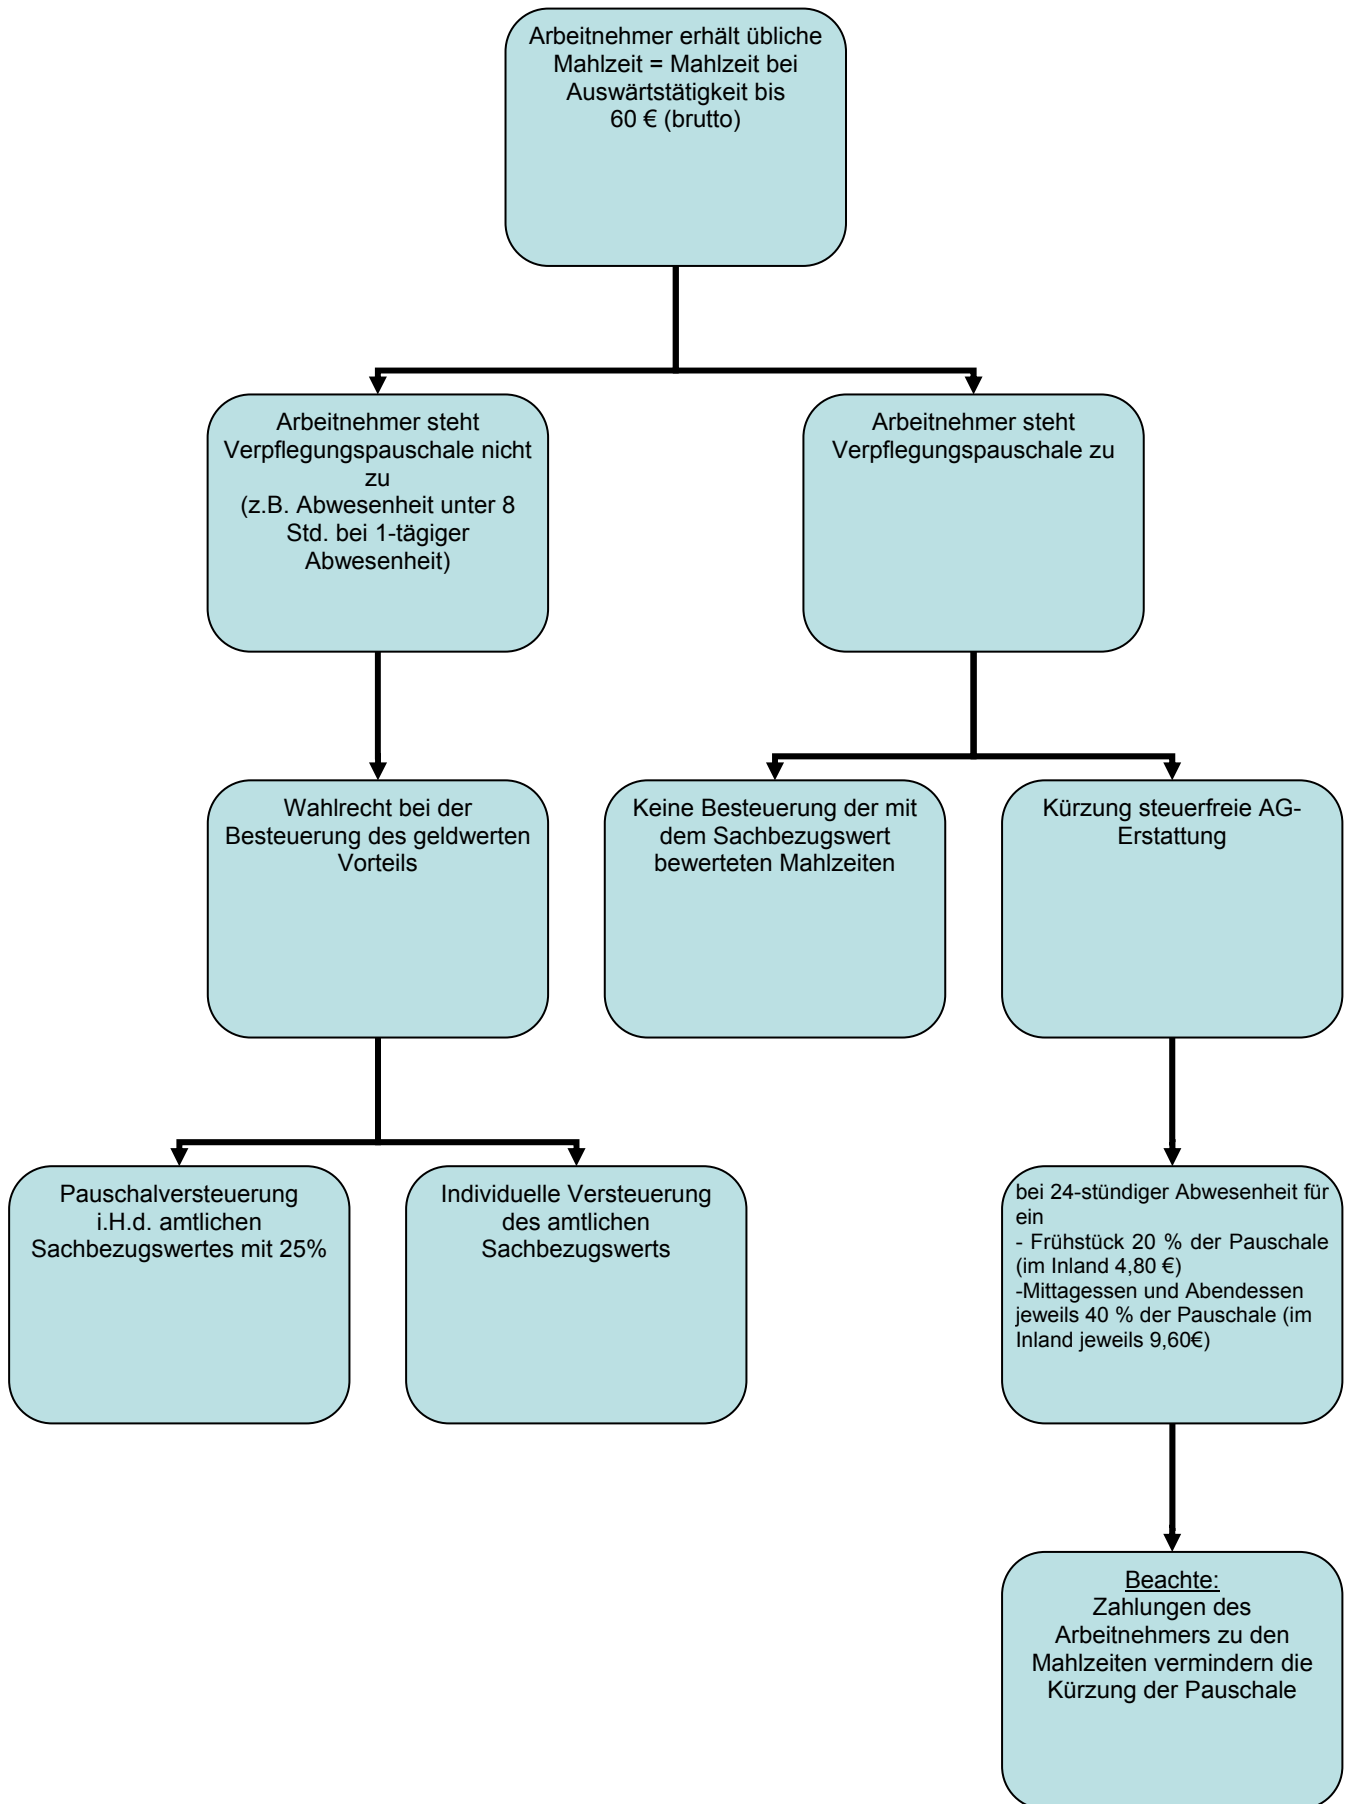 Arbeitnehmer erhält übliche
Mahlzeit = Mahlzeit bei
Auswärtstätigkeit bis
60 € (brutto)
Arbeitnehmer steht
Verpflegungspauschale nicht
zu
(z.B. Abwesenheit unter 8
Std. bei 1-tägiger
Abwesenheit)
Arbeitnehmer steht
Verpflegungspauschale zu
Wahlrecht bei der
Besteuerung des geldwerten
Vorteils
Keine Besteuerung der mit
dem Sachbezugswert
bewerteten Mahlzeiten
Kürzung steuerfreie AG-
Erstattung
Pauschalversteuerung
i.H.d. amtlichen
Sachbezugswertes mit 25%
Individuelle Versteuerung
des amtlichen
Sachbezugswerts
bei 24-stündiger Abwesenheit für
ein
- Frühstück 20 % der Pauschale
(im Inland 4,80 €)
-Mittagessen und Abendessen
jeweils 40 % der Pauschale (im
Inland jeweils 9,60€)
Beachte:
Zahlungen des
Arbeitnehmers zu den
Mahlzeiten vermindern die
Kürzung der Pauschale